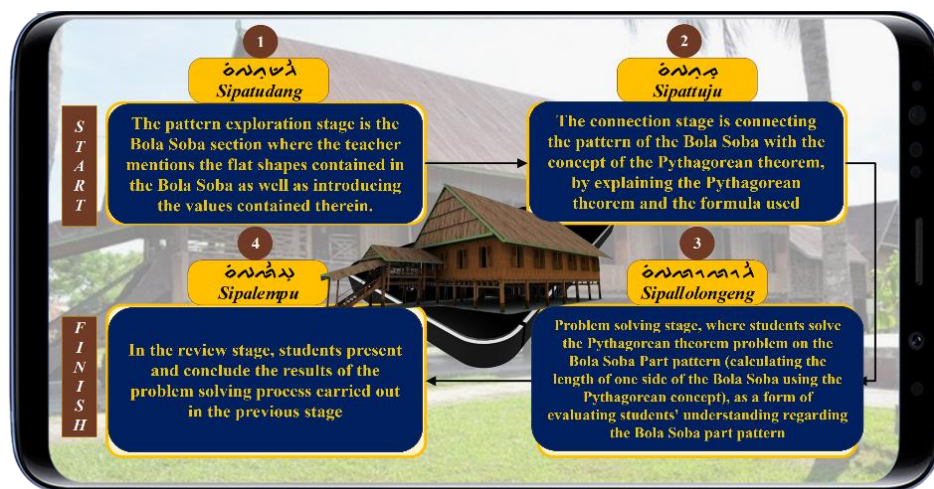 1
Sipatudang
START
The pattern exploration stage is the
Bola Soba section where the teacher
mentions the flat shapes contained in
the Bola Soba as well as introducing
the values contained therein.
2
Sipattuju
The connection stage is connecting
the pattern of the Bola Soba with the
concept of the Pythagorean theorem,
by explaining the Pythagorean
theorem and the formula used
3
Sipallolongeng
Problem solving stage, where students solve
the Pythagorean theorem problem on the
Bola Soba Part pattern (calculating the
length of one side of the Bola Soba using the
Pythagorean concept), as a form of
evaluating students' understanding regarding
the Bola Soba part pattern
4
Sipalempu
FINISH
In the review stage, students present
and conclude the results of the
problem solving process carried out
in the previous stage